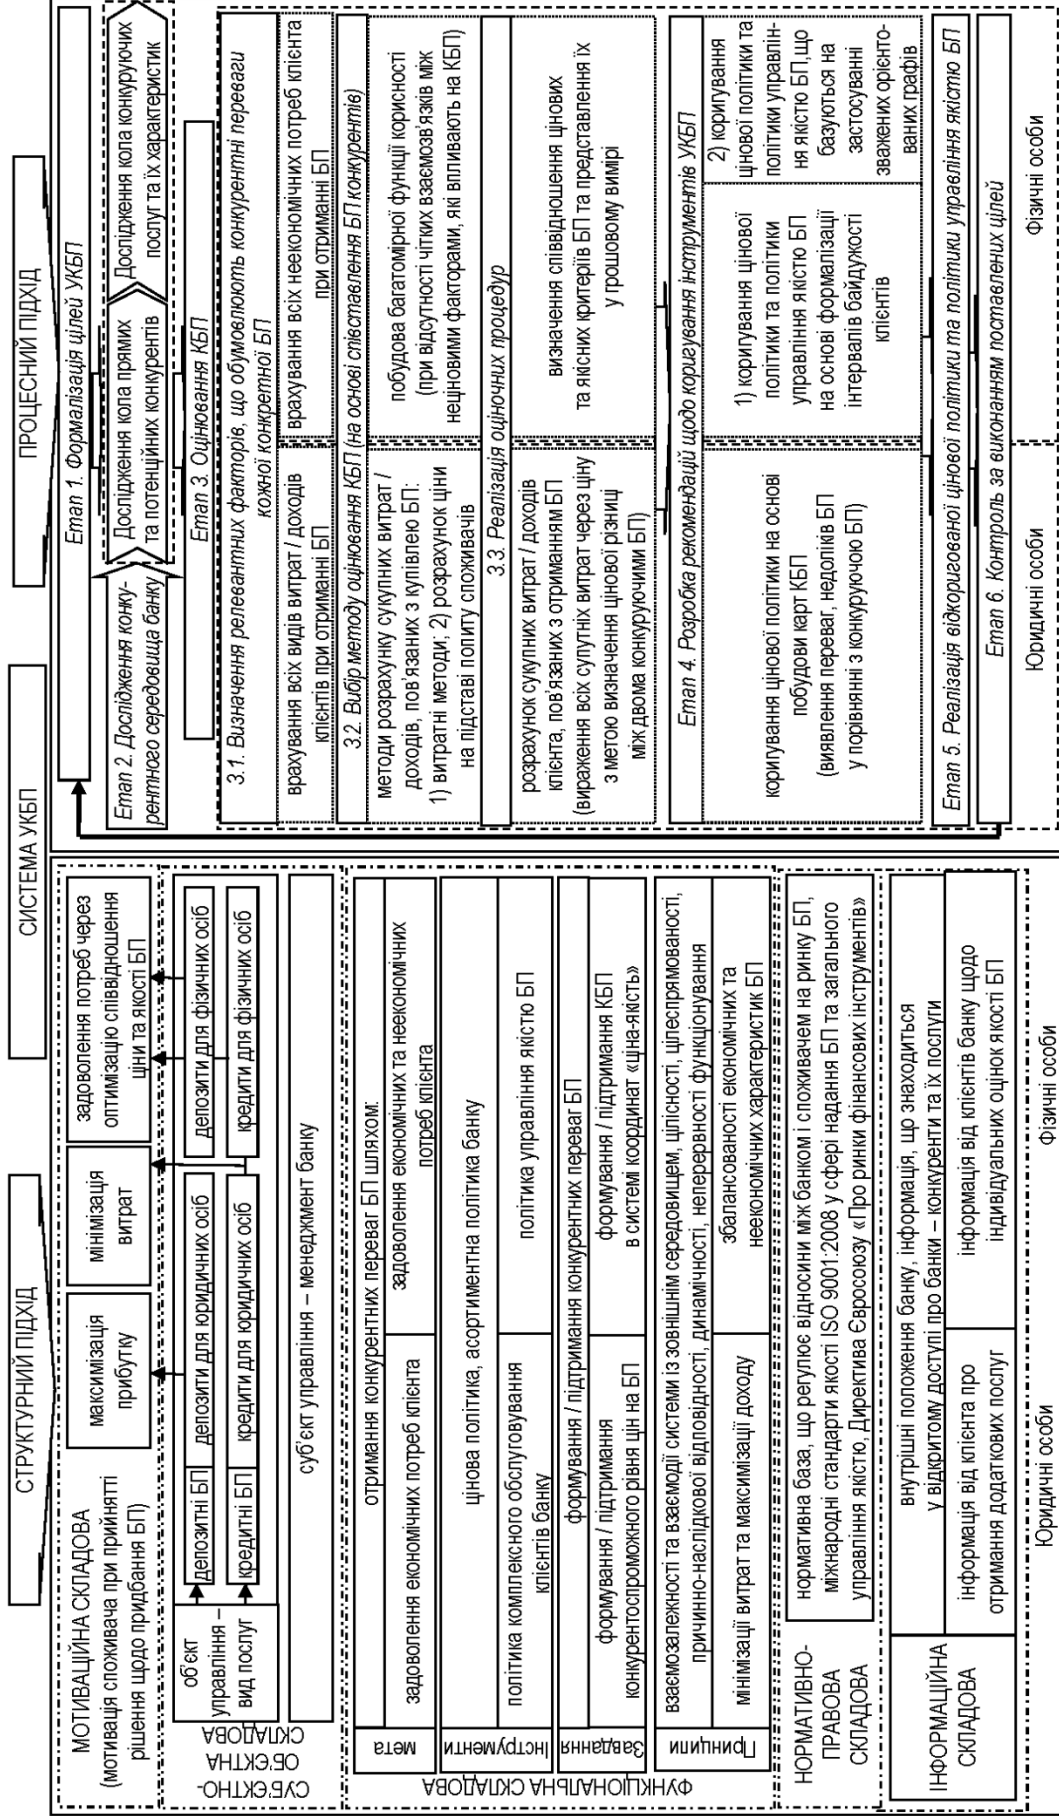 СИСТЕМА УКБП
СТРУКТУРНИЙ ПІДХІД
МОТИВАЦІЙНА СКЛАДОВА
(мотивація споживача при прийнятті
рішення щодо придбання БП)
максимізація
прибутку
мінімізація
витрат
задоволення потреб через
оптимізацію співвідношення
ціни та якості БП
СУБ'ЄКТНО-
ОБ'ЄКТНА
СКЛАДОВА
об'єкт
управління –
вид послуг
депозитні БП
депозити для юридичних осіб
депозити для фізичних осіб
кредитні БП
кредити для юридичних осіб
кредити для фізичних осіб
суб'єкт управління – менеджмент банку
ФУНКЦІОНАЛЬНА СКЛАДОВА
мета
отримання конкурентних переваг БП шляхом:
задоволення економічних потреб клієнта
задоволення економічних та неекономічних
потреб клієнта
Інструменти
цінова політика, асортиментна політика банку
політика комплексного обслуговування
клієнтів банку
політика управління якістю БП
Завдання
формування / підтримання конкурентних переваг БП
формування / підтримання
конкурентоспроможного рівня цін на БП
формування / підтримання КБП
в системі координат «ціна-якість»
Принципи
взаємозалежності та взаємодії системи із зовнішнім середовищем, цілісності, цілеспрямованості,
причинно-наслідкової відповідності, динамічності, неперервності функціонування
мінімізації витрат та максимізації доходу
збалансованості економічних та
неекономічних характеристик БП
НОРМАТИВНО-
ПРАВОВА
СКЛАДОВА
нормативна база, що регулює відносини між банком і споживачем на ринку БП,
міжнародні стандарти якості ISO 9001:2008 у сфері надання БП та загального
управління якістю, Директива Євросоюзу «Про ринки фінансових інструментів»
ІНФОРМАЦІЙНА
СКЛАДОВА
внутрішні положення банку, інформація, що знаходиться
у відкритому доступі про банки – конкуренти та їх послуги
інформація від клієнта про
отримання додаткових послуг
інформація від клієнтів банку щодо
індивідуальних оцінок якості БП
Юридичні особи
Фізичні особи
ПРОЦЕСНИЙ ПІДХІД
Етап 1. Формалізація цілей УКБП
Етап 2. Дослідження конку-
рентного середовища банку
Дослідження кола прямих
та потенційних конкурентів
Дослідження кола конкуруючих
послуг та їх характеристик
Етап 3. Оцінювання КБП
3.1. Визначення релевантних факторів, що обумовлюють конкурентні переваги
кожної конкретної БП
врахування всіх видів витрат / доходів
клієнтів при отриманні БП
врахування всіх неекономічних потреб клієнта
при отриманні БП
3.2. Вибір методу оцінювання КБП (на основі співставлення БП конкурентів)
методи розрахунку сукупних витрат /
доходів, пов'язаних з купівлею БП:
1) витратні методи; 2) розрахунок ціни
на підставі попиту споживачів
побудова багатомірної функції корисності
(при відсутності чітких взаємозв'язків між
неціновими факторами, які впливають на КБП)
3.3. Реалізація оціночних процедур
розрахунок сукупних витрат / доходів
клієнта, пов'язаних з отриманням БП
(вираження всіх супутніх витрат через ціну
з метою визначення цінової різниці
між двома конкуруючими БП)
визначення співвідношення цінових
та якісних критеріїв БП та представлення їх
у грошовому вимірі
Етап 4. Розробка рекомендацій щодо коригування інструментів УКБП
коригування цінової політики на основі
побудови карт КБП
(виявлення переваг, недоліків БП
у порівнянні з конкуруючою БП)
1) коригування цінової
політики та політики
управління якістю БП
на основі формалізації
інтервалів байдужості
клієнтів
2) коригування
цінової політики та
політики управлін-
ня якістю БП,що
базуються на
застосуванні
зважених орієнто-
ваних графів
Етап 5. Реалізація відкоригованої цінової політики та політики управління якістю БП
Етап 6. Контроль за виконанням поставлених цілей
Юридичні особи
Фізичні особи